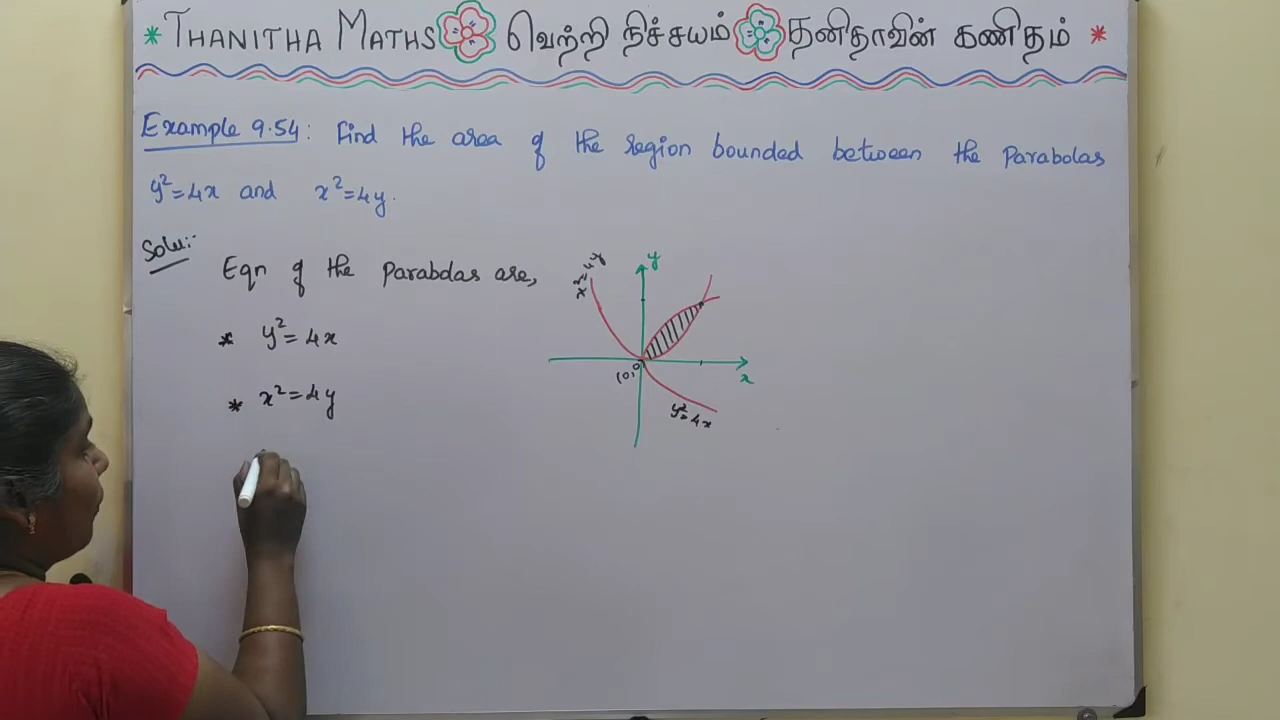 * THANITHA MATHS வெற்றி நிச்சயம் தனிதாவின் கணிதம் *
Example 9.54: Find the area of the region bounded between the Parabolas
y²=4x and x²=4y.
Solu:-
Eqn of the Parabolas are,
* y²=4x
* x²=4y
x²=4y
y
x
(0,0)
y²=4x